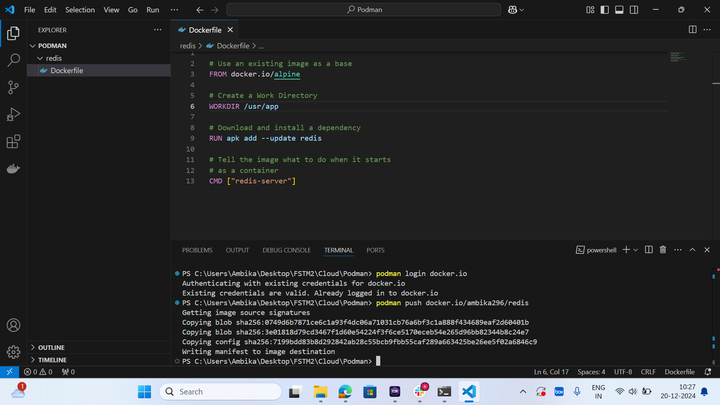 File Edit Selection View Go Run ··· Podman
EXPLORER ···
PODMAN
redis
Dockerfile
OUTLINE
TIMELINE
Dockerfile
redis > Dockerfile > ...
1
2 # Use an existing image as a base
3 FROM docker.io/alpine
4
5 # Create a Work Directory
6 WORKDIR /usr/app
7
8 # Download and install a dependency
9 RUN apk add --update redis
10
11 # Tell the image what to do when it starts
12 # as a container
13 CMD ["redis-server"]
PROBLEMS OUTPUT DEBUG CONSOLE TERMINAL PORTS powershell
PS C:\Users\Ambika\Desktop\FSTM2\Cloud\Podman> podman login docker.io
Authenticating with existing credentials for docker.io
Existing credentials are valid. Already logged in to docker.io
PS C:\Users\Ambika\Desktop\FSTM2\Cloud\Podman> podman push docker.io/ambika296/redis
Getting image source signatures
Copying blob sha256:0749d6b7871ce6c1a93f4dc06a71031cb76a6bf3c1a888f434689eaf2d60401b
Copying blob sha256:3e01818d79cd3467f1d60e54224f3f6ce5170eceb54e265d96bb82344b8c24e7
Copying config sha256:7199bdd83b8d292842ab28c55bcb9fbb55caf289a663425be26ee5f02a6846c9
Writing manifest to image destination
PS C:\Users\Ambika\Desktop\FSTM2\Cloud\Podman>
0 0 0 Ln 6, Col 17 Spaces: 4 UTF-8 CRLF Dockerfile
1 Search ENG 10:27
IN 20-12-2024